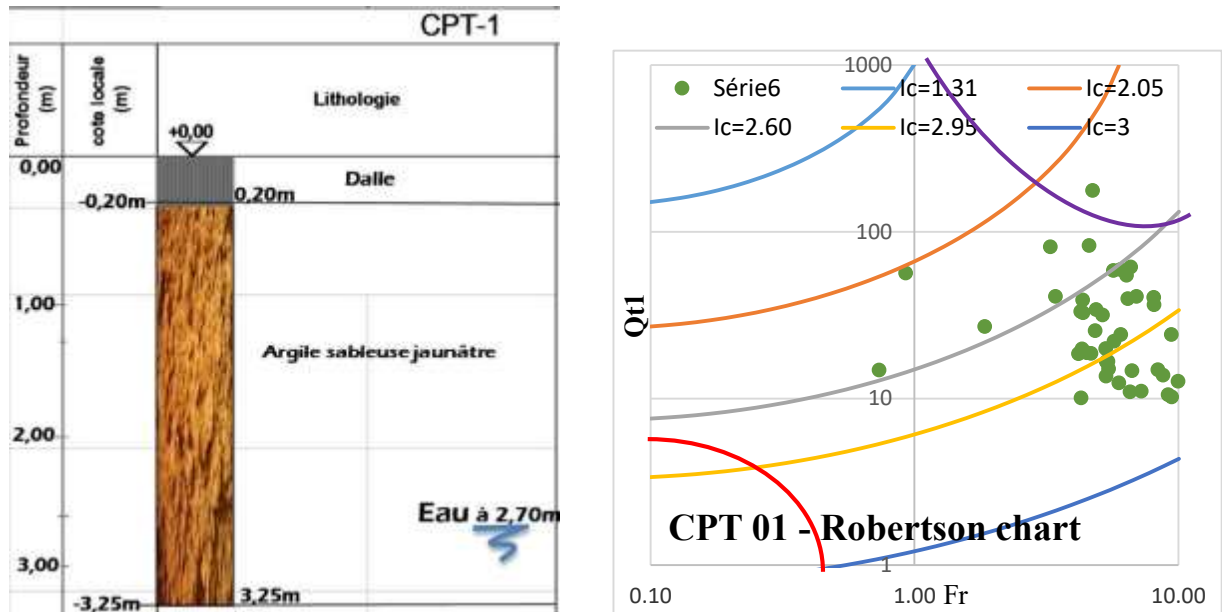 CPT-1
Profondeur
(m)
cote locale
(m)
Lithologie
+0,00
0,00
Dalle
-0,20m
0,20m
1,00
Argile sableuse jaunâtre
2,00
Eau à 2,70m
3,00
-3,25m
3,25m
1000
Série6
Ic=1.31
Ic=2.05
Ic=2.60
Ic=2.95
Ic=3
100
Qt1
10
CPT 01 - Robertson chart
1
0.10
1.00
Fr
10.00